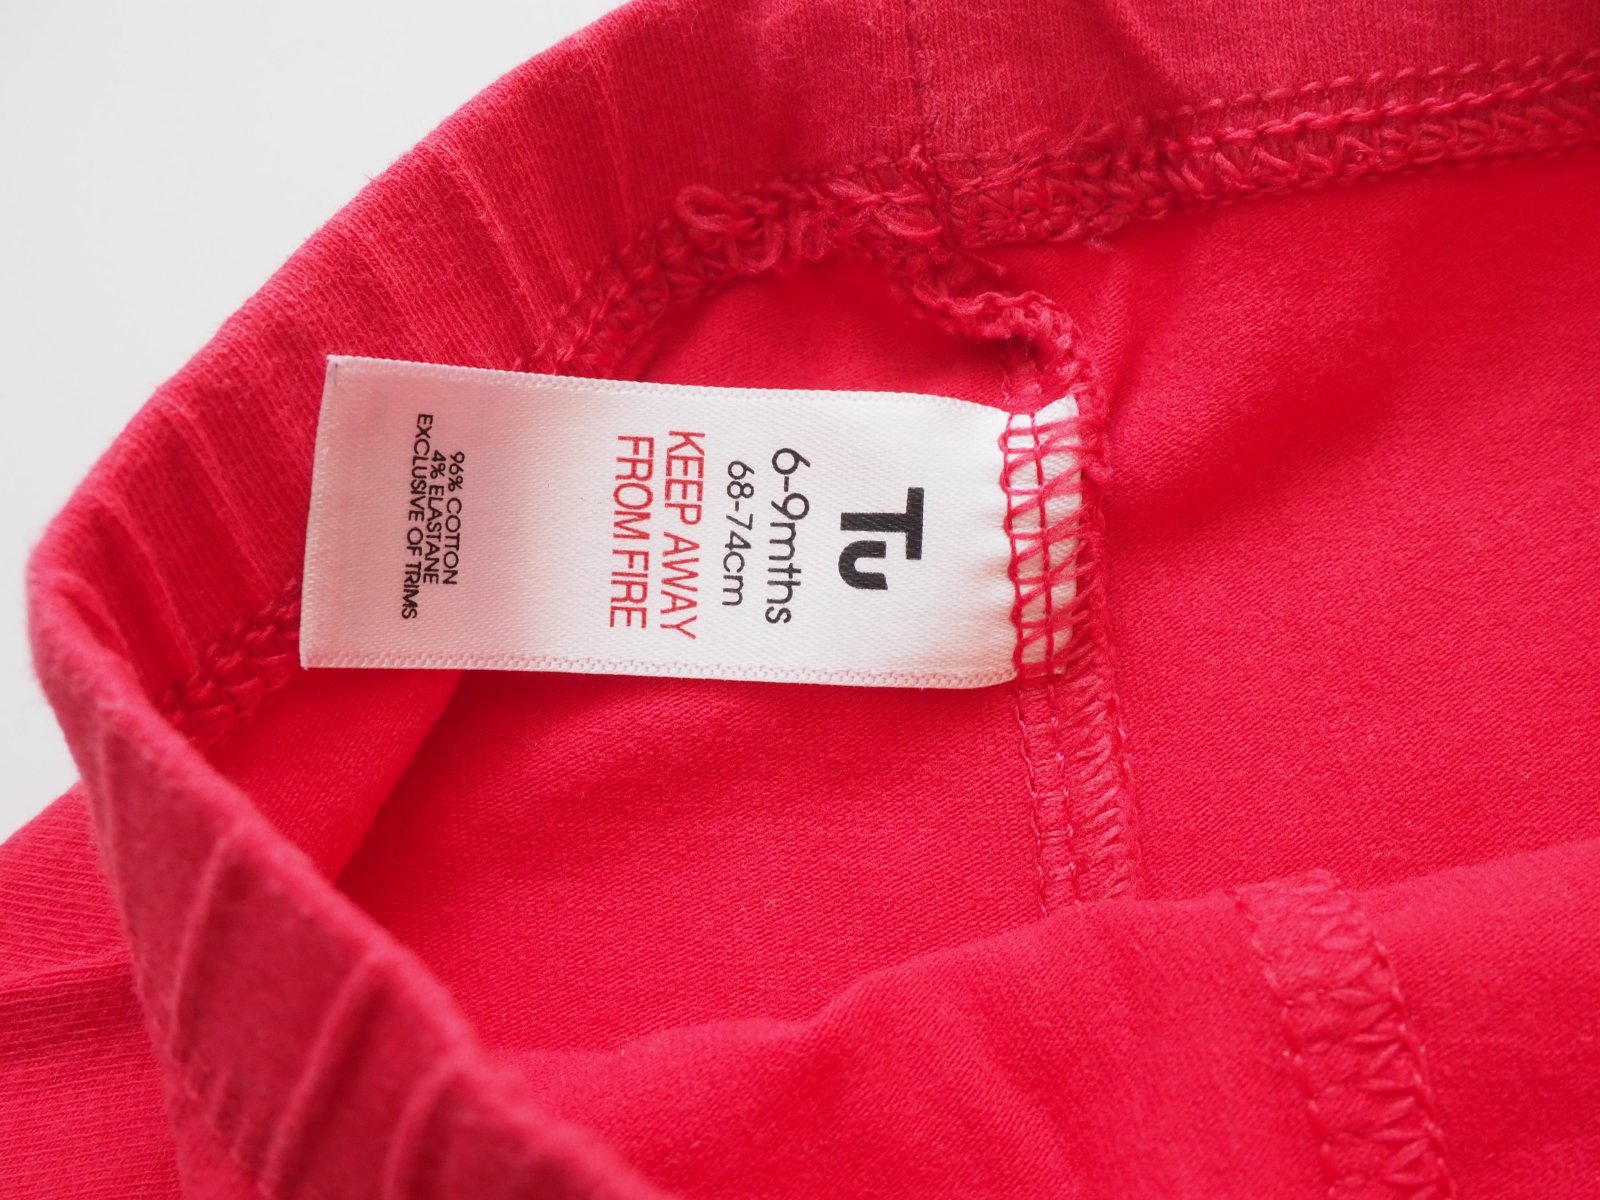 Tu
6-9mths
68-74cm
KEEP AWAY
FROM FIRE
96% COTTON
4% ELASTANE
EXCLUSIVE OF TRIMS